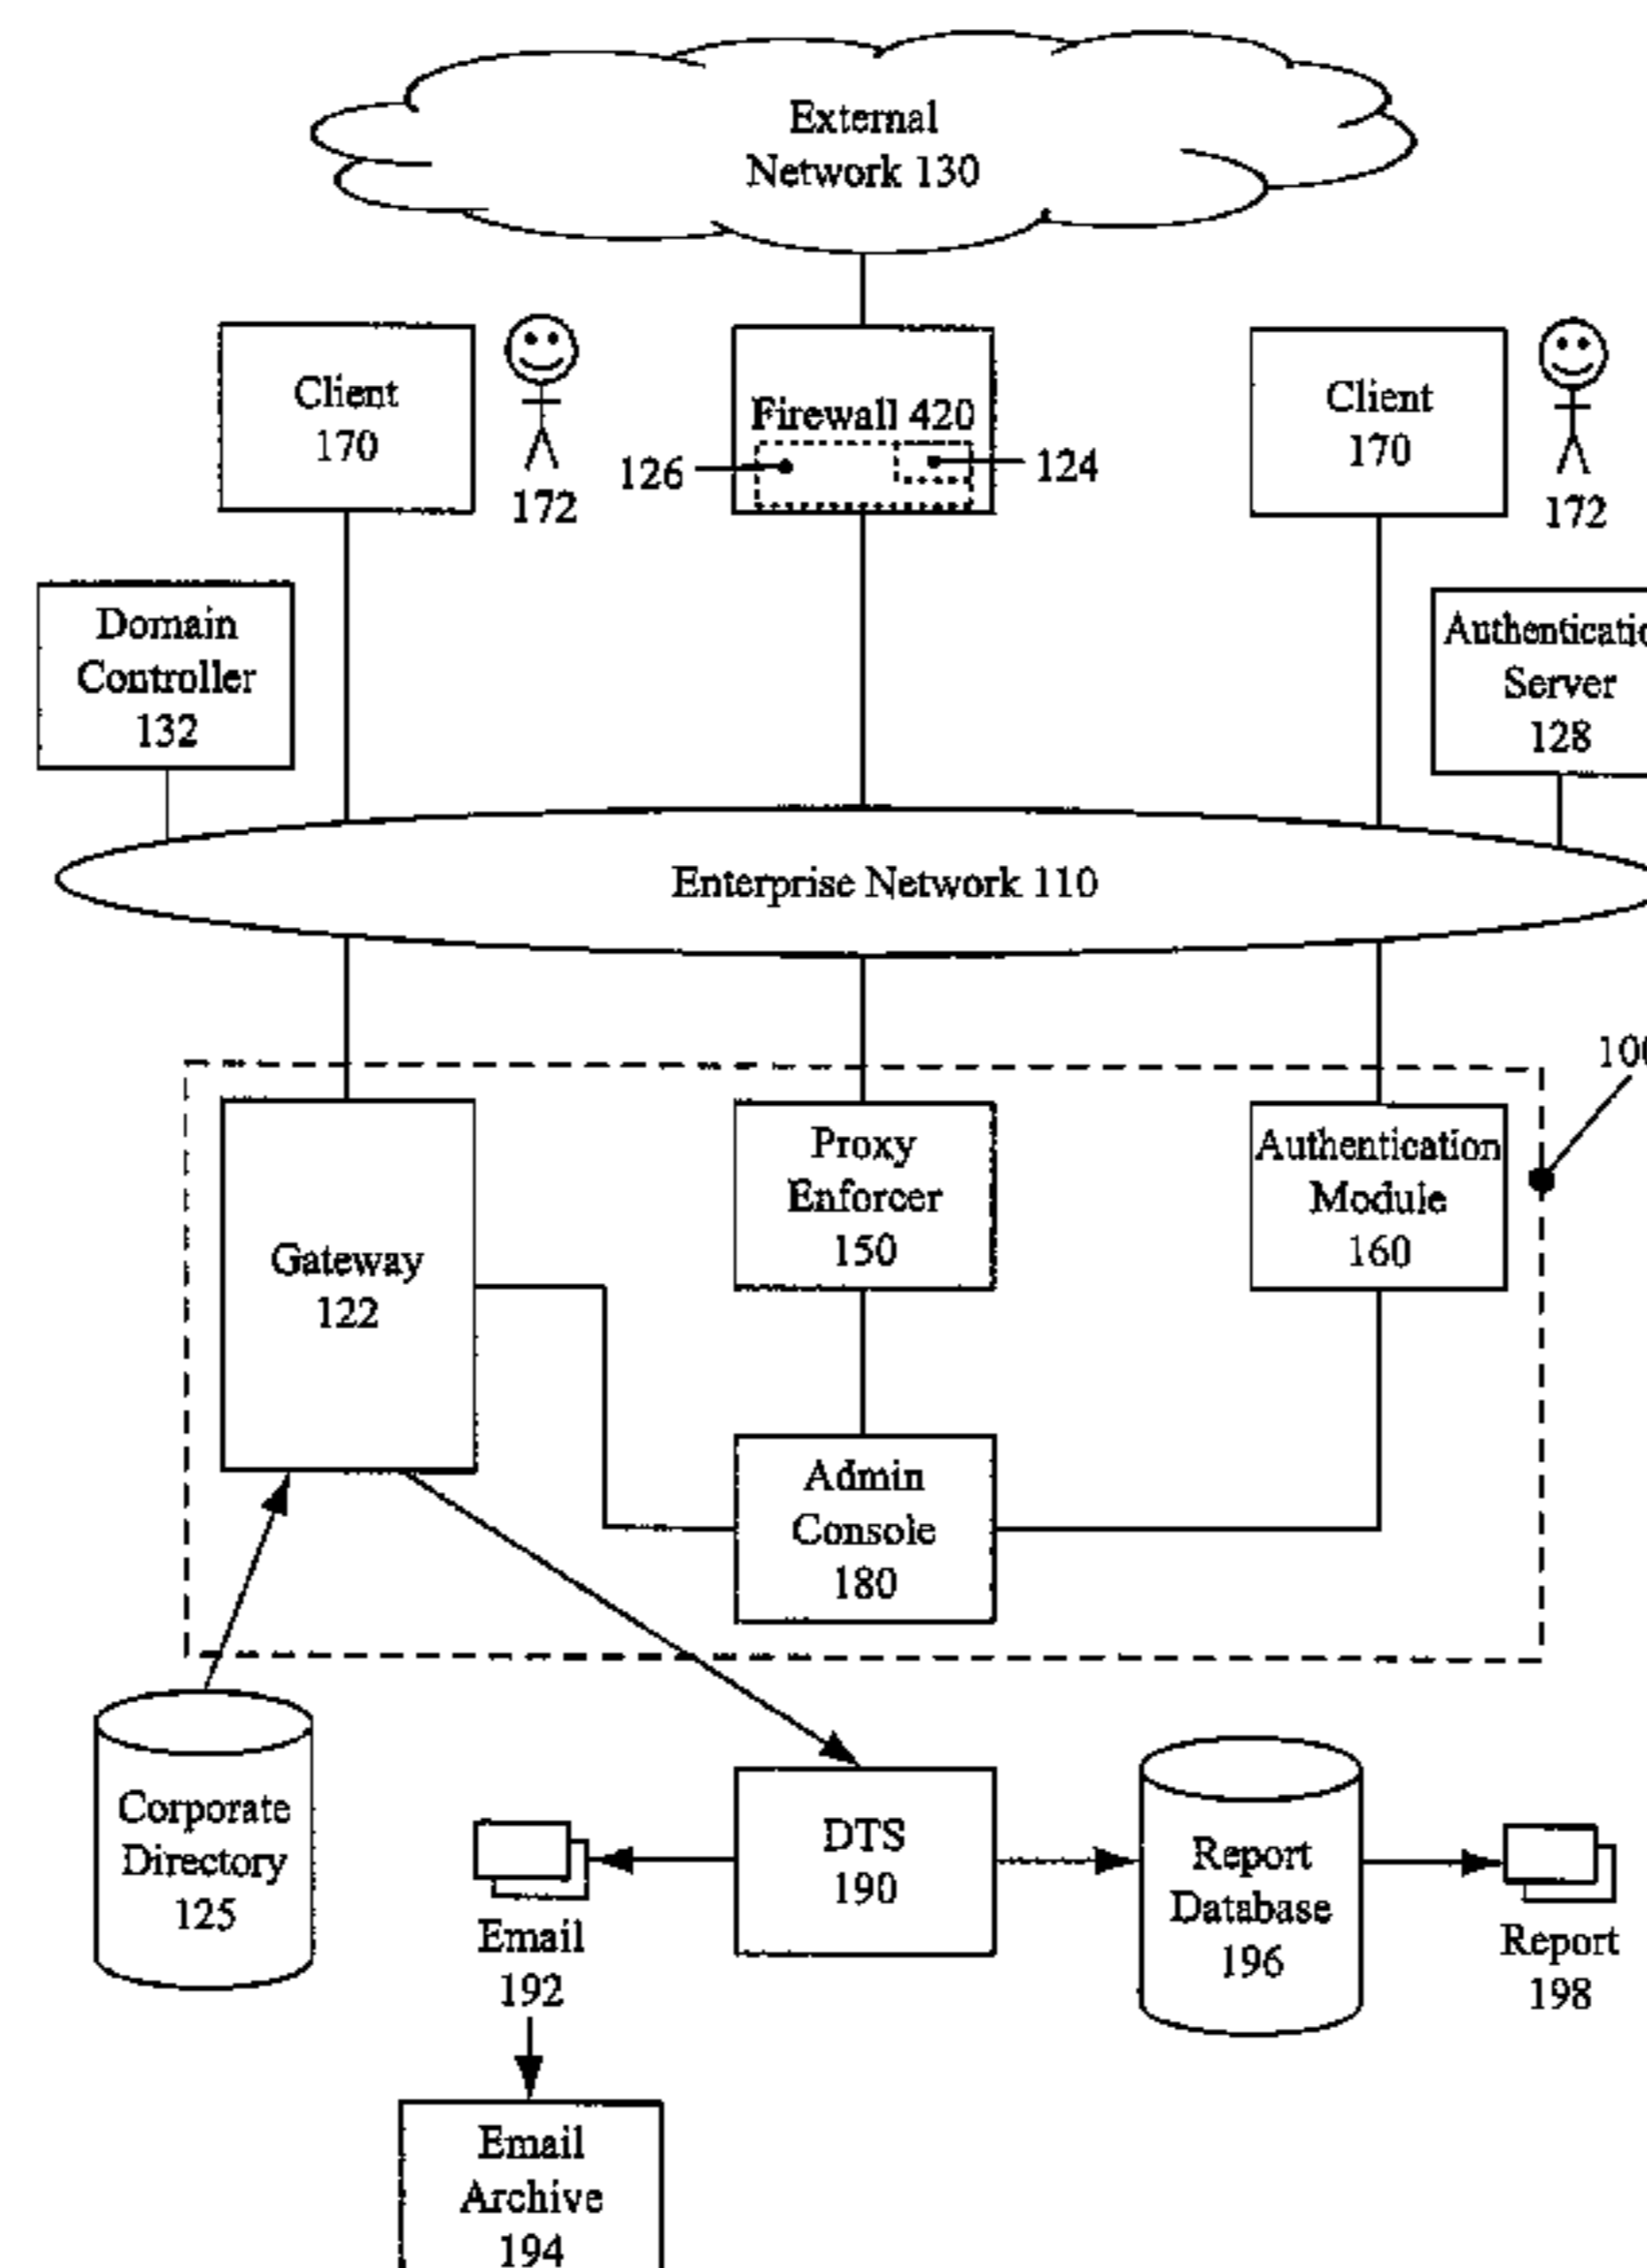 External
Network 130
Client
170
172
Firewall 420
126
124
Client
170
172
Domain
Controller
132
Authenticatio
Server
128
Enterprise Network 110
100
Gateway
122
Proxy
Enforcer
150
Authentication
Module
160
Admin
Console
180
Corporate
Directory
125
DTS
190
Email
192
Report
Database
196
Report
198
Email
Archive
194